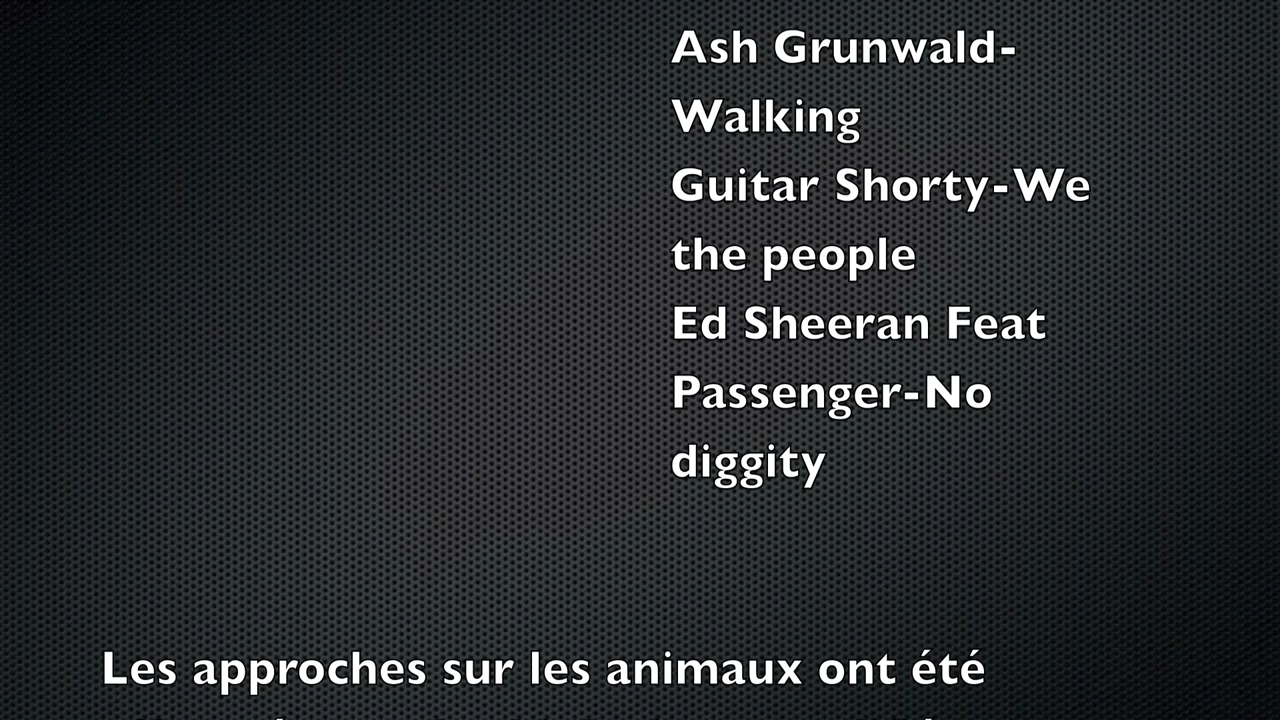 Ash Grunwald-
Walking
Guitar Shorty-We
the people
Ed Sheeran Feat
Passenger-No
diggity
Les approches sur les animaux ont été